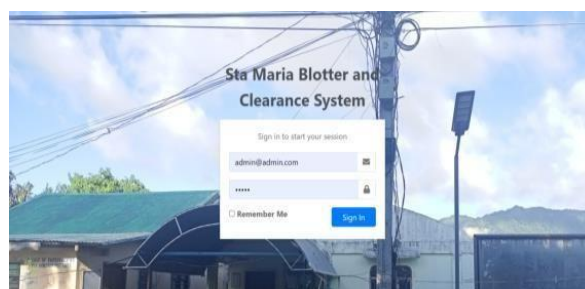 Sta Maria Blotter and
Clearance System
Sign in to start your session
admin@admin.com
•••••
Remember Me
Sign In